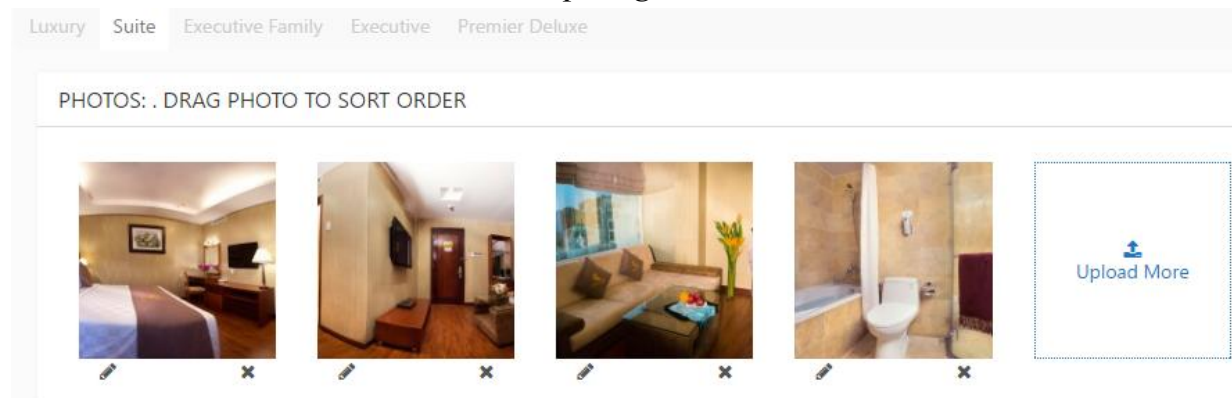 Luxury Suite Executive Family Executive Premier Deluxe
PHOTOS: . DRAG PHOTO TO SORT ORDER
Upload More